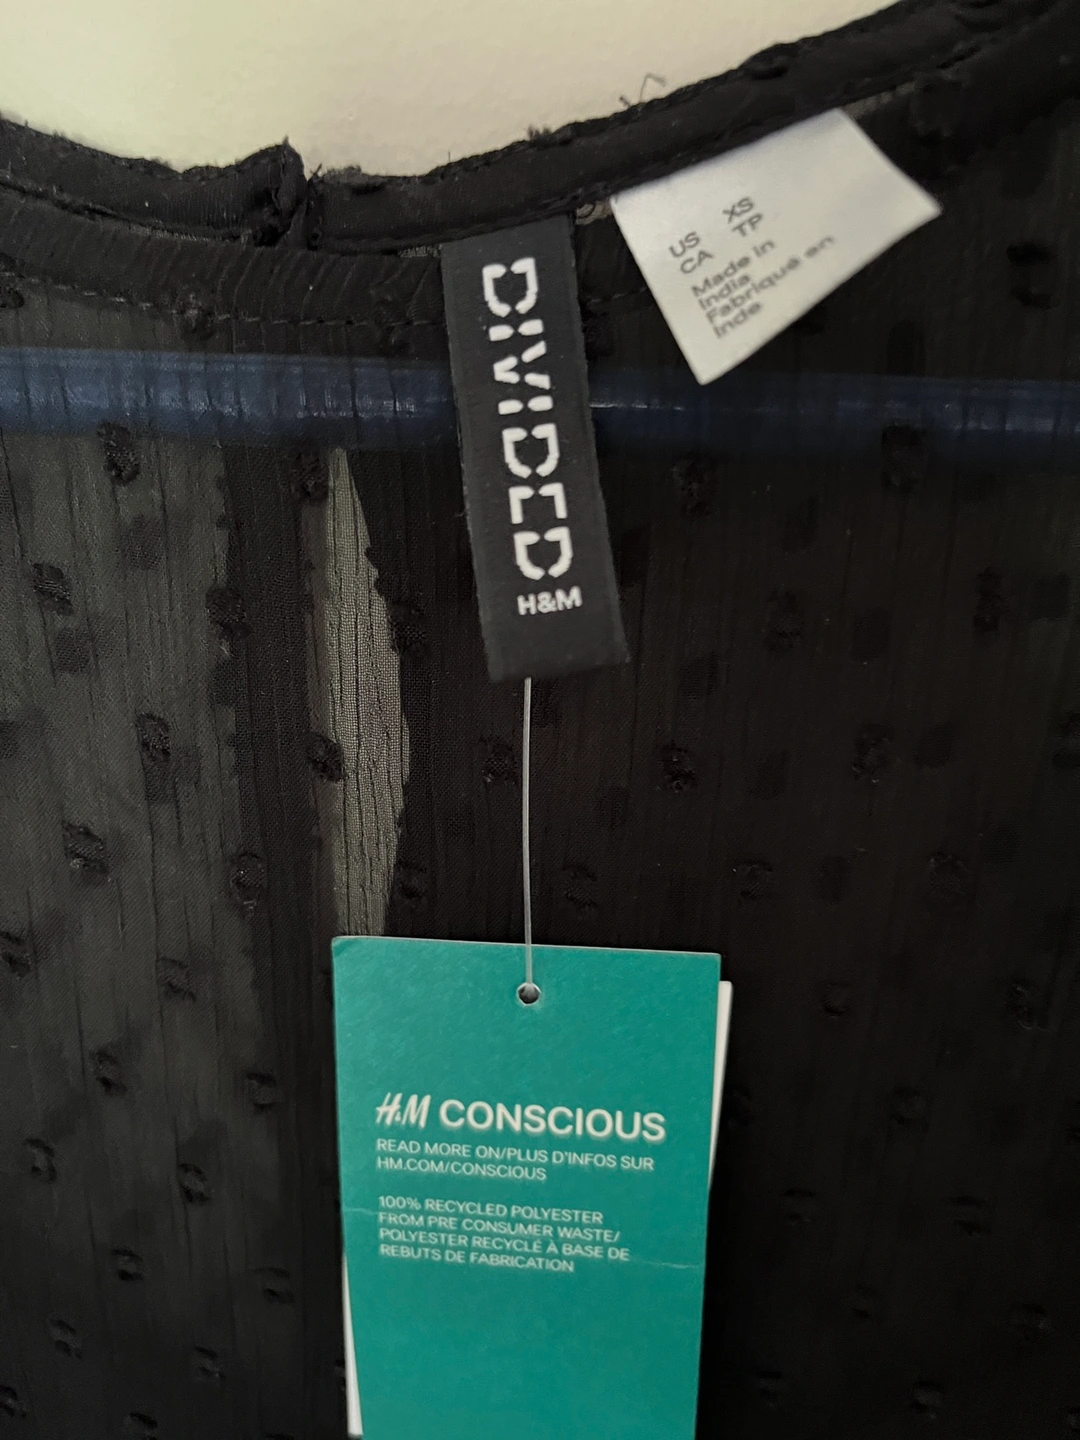 US XS
CA TP
Made in
India
Fabriqué en
Inde
DIVIDED
H&M
H&M CONSCIOUS
READ MORE ON/PLUS D'INFOS SUR
HM.COM/CONSCIOUS
100% RECYCLED POLYESTER
FROM PRE CONSUMER WASTE/
POLYESTER RECYCLÉ À BASE DE
REBUTS DE FABRICATION